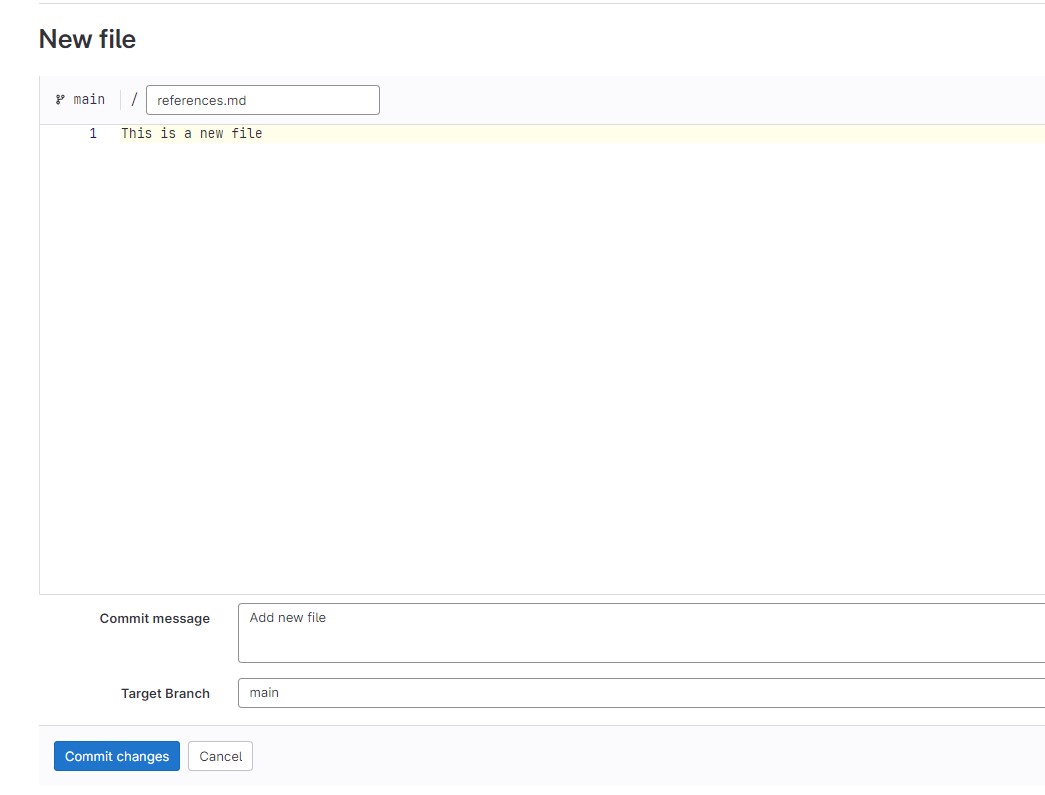 New file
main / references.md
1 This is a new file
Commit message Add new file
Target Branch main
Commit changes Cancel